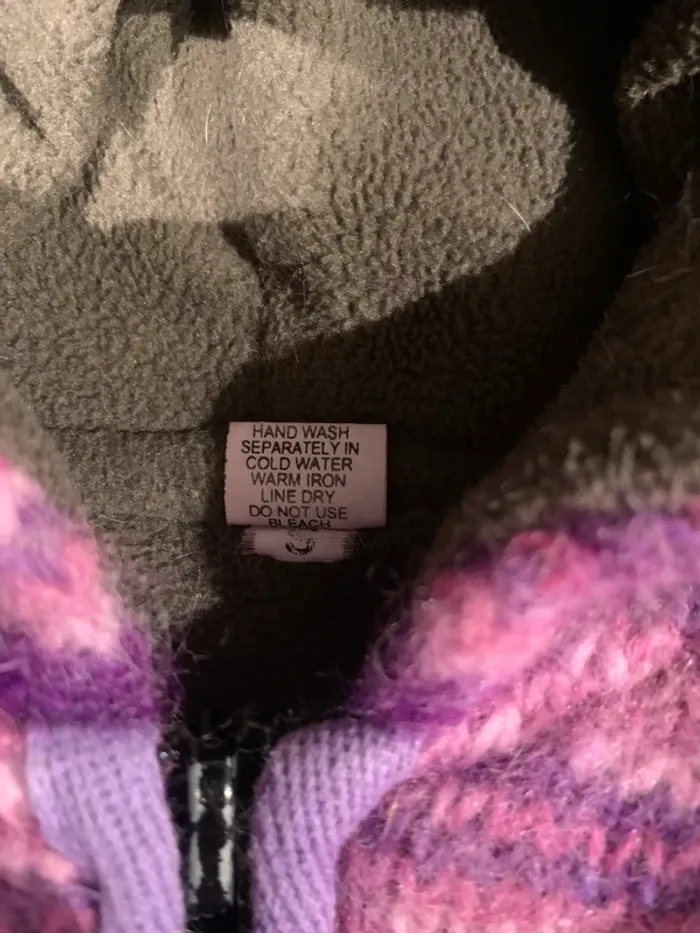 HAND WASH
SEPARATELY IN
COLD WATER
WARM IRON
LINE DRY
DO NOT USE
BLEACH
S